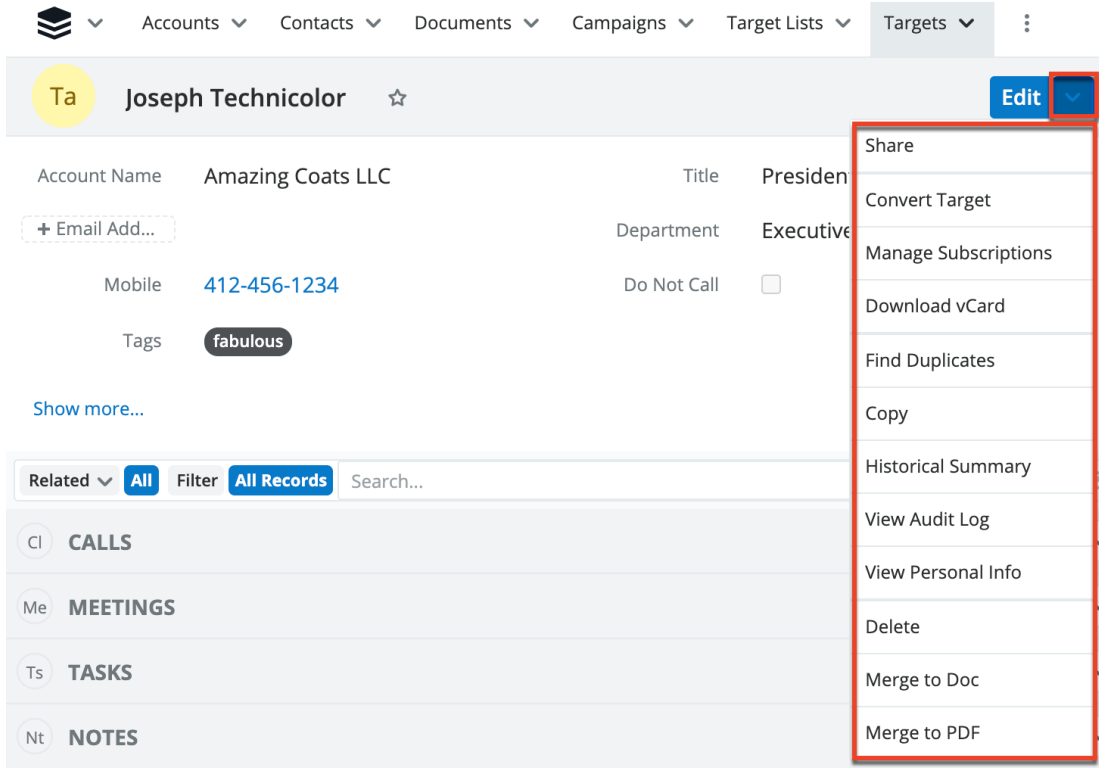 Accounts Contacts Documents Campaigns Target Lists Targets
Ta Joseph Technicolor Edit
Share
Account Name Amazing Coats LLC Title Presiden
Convert Target
+ Email Add... Department Executive
Manage Subscriptions
Mobile 412-456-1234 Do Not Call
Download vCard
Tags fabulous
Find Duplicates
Show more...
Copy
Historical Summary
Related All Filter All Records Search...
View Audit Log
Cl CALLS
View Personal Info
Me MEETINGS
Delete
Ts TASKS
Merge to Doc
Nt NOTES
Merge to PDF